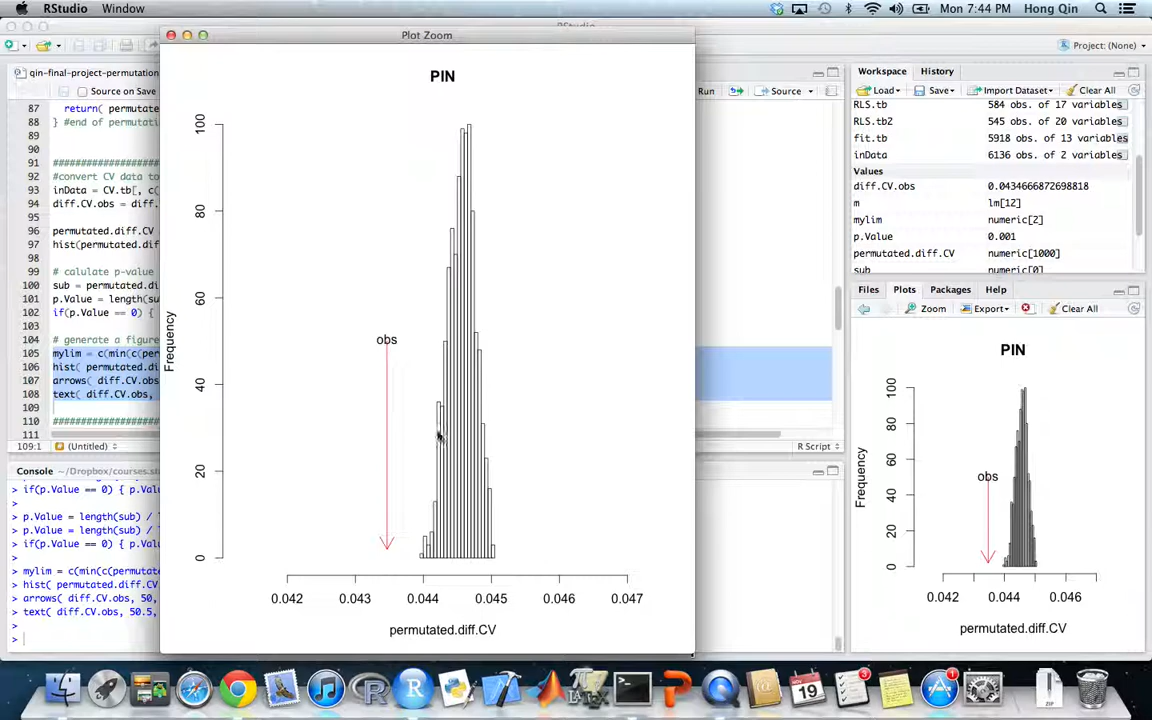 RStudio Window Mon 7:44 PM Hong Qin
RStudio
Project: (None)
Plot Zoom
PIN
Frequency
100
80
60
40
20
0
obs
0.042 0.043 0.044 0.045 0.046 0.047
permutated.diff.CV
qin-final-project-permutation
Source on Save
Run Source
87 return( permutat
88 } #end of permutati
89
90
91 ####################
92 #convert CV data to
93 inData = CV.tb[, c(
94 diff.CV.obs = diff.
95
96 permutated.diff.CV
97 hist(permutated.dif
98
99 # calulate p-value
100 sub = permutated.di
101 p.Value = length(su
102 if(p.Value == 0) {
103
104 # generate a figure
105 mylim = c(min(c(per
106 hist( permutated.di
107 arrows( diff.CV.obs
108 text( diff.CV.obs,
109
110 ####################
111
109:1 (Untitled) R Script
Console ~/Dropbox/courses.st
> if(p.Value == 0) { p.Va
>
> p.Value = length(sub) / l
> p.Value = length(sub) / l
> if(p.Value == 0) { p.Va
>
> mylim = c(min(c(permutat
> hist( permutated.diff.CV
> arrows( diff.CV.obs, 50,
> text( diff.CV.obs, 50.5,
>
>
Workspace History
Load Save Import Dataset Clear All
RLS.tb 584 obs. of 17 variables
RLS.tb2 545 obs. of 20 variables
fit.tb 5918 obs. of 13 variables
inData 6136 obs. of 2 variables
Values
diff.CV.obs 0.0434666872698818
m lm[12]
mylim numeric[2]
p.Value 0.001
permutated.diff.CV numeric[1000]
sub numeric[0]
Files Plots Packages Help
Zoom Export Clear All
PIN
Frequency
100
80
60
40
20
0
obs
0.042 0.044 0.046
permutated.diff.CV